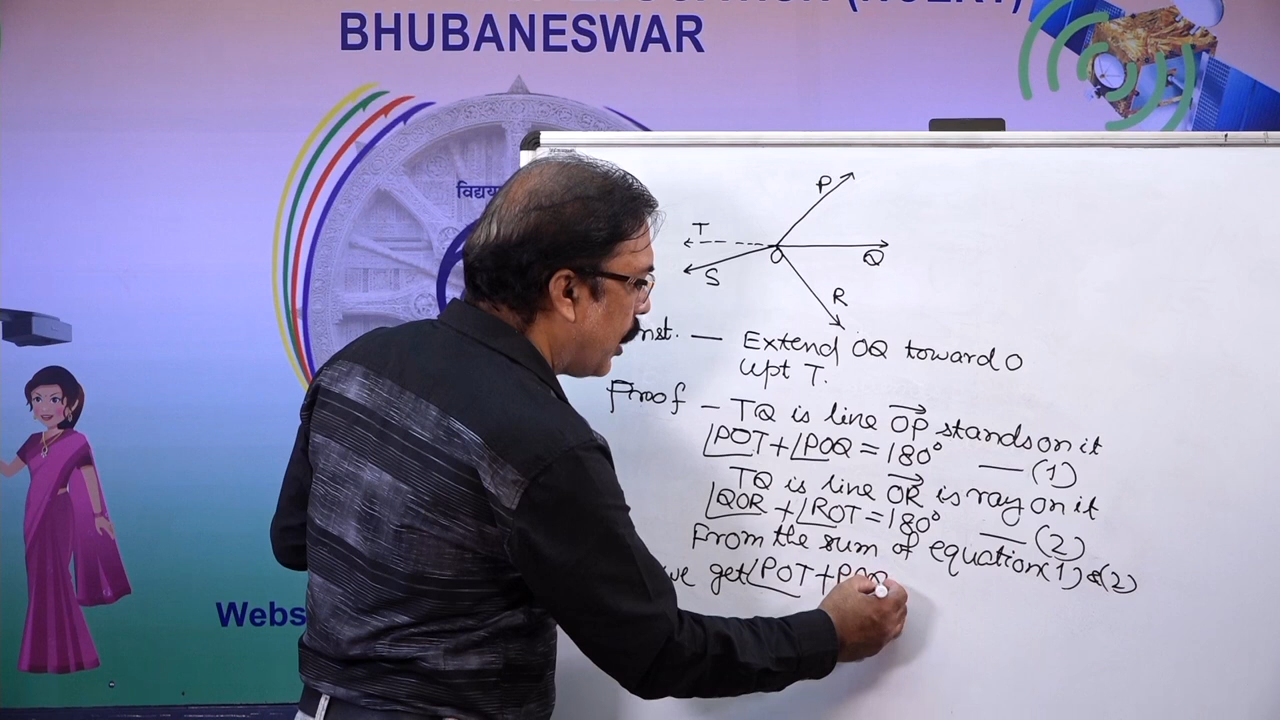 BHUBANESWAR
P
T
O
Q
S
R
nst. — Extend OQ toward O
upt T.
Proof – TQ is line OP stands on it
∠POT + ∠POQ = 180° — (1)
TQ is line OR is ray on it
∠QOR + ∠ROT = 180° — (2)
From the sum of equation (1) & (2)
we get ∠POT +
Webs